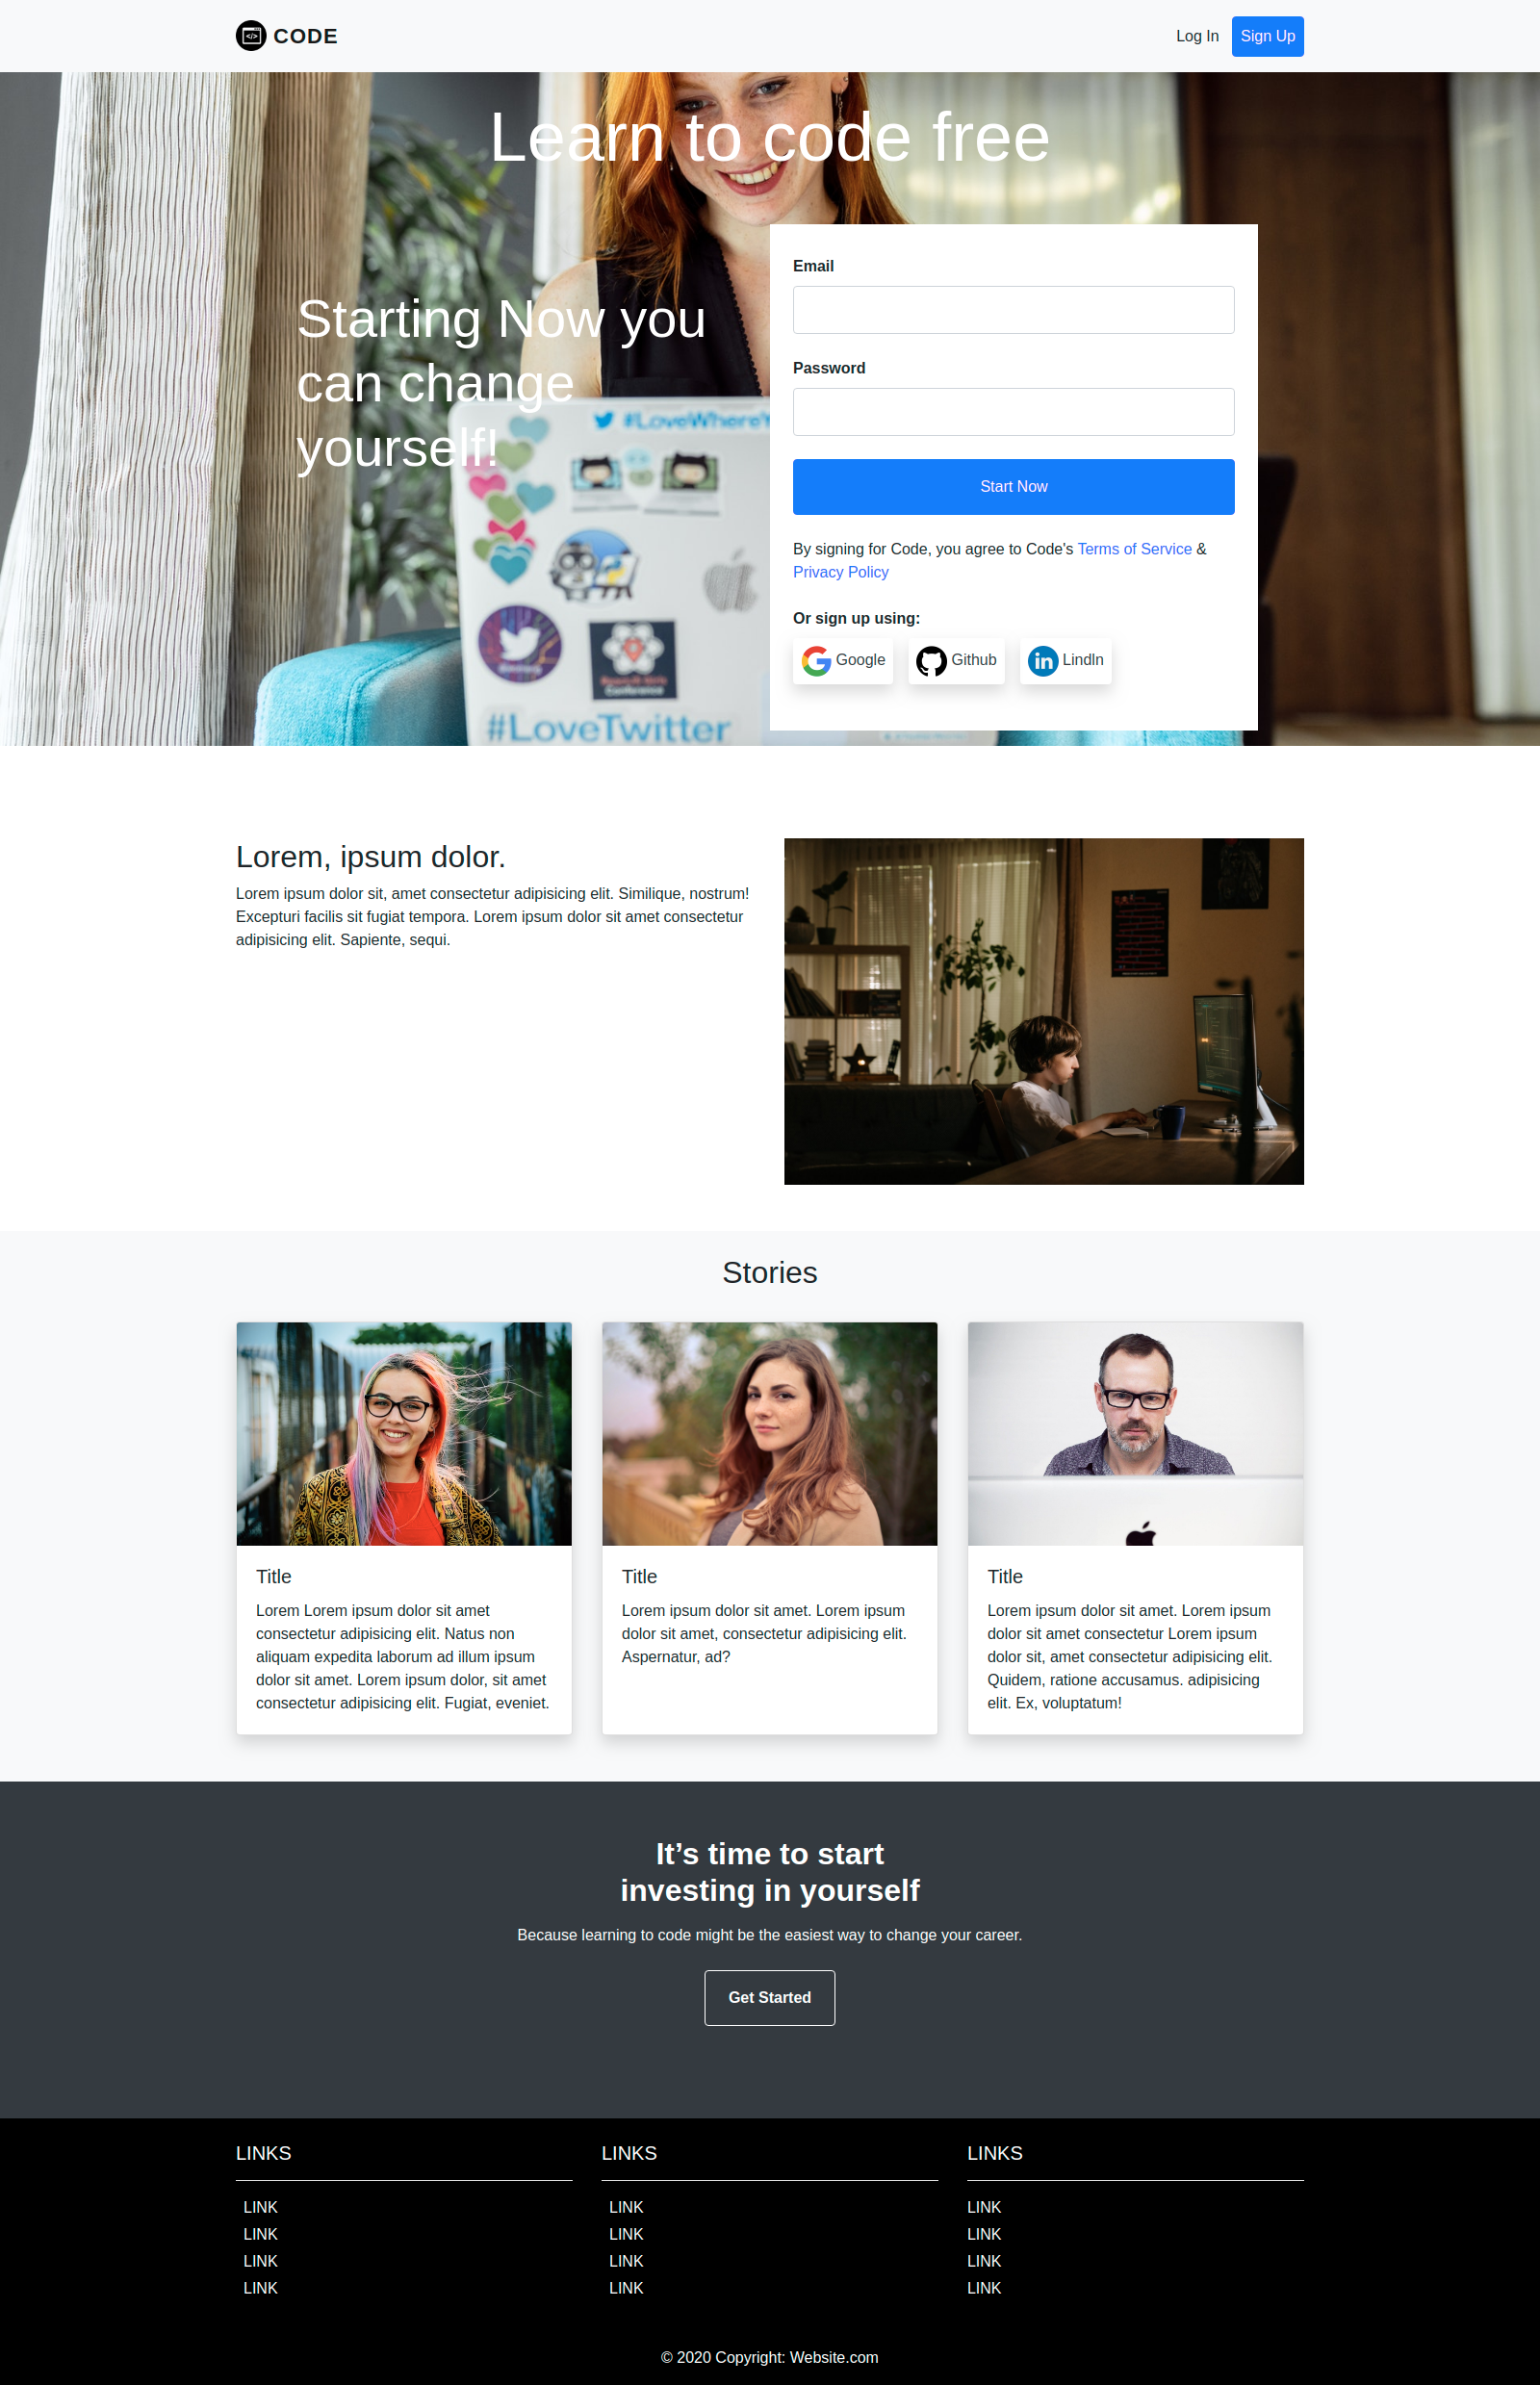 CODE
Log In
Sign Up
Learn to code free
Starting Now you
can change
yourself!
#LoveWhereY
#LoveTwitter
Email
Password
Start Now
By signing for Code, you agree to Code's Terms of Service &
Privacy Policy
Or sign up using:
Google
Github
LindIn
Lorem, ipsum dolor.
Lorem ipsum dolor sit, amet consectetur adipisicing elit. Similique, nostrum!
Excepturi facilis sit fugiat tempora. Lorem ipsum dolor sit amet consectetur
adipisicing elit. Sapiente, sequi.
Stories
Title
Lorem Lorem ipsum dolor sit amet
consectetur adipisicing elit. Natus non
aliquam expedita laborum ad illum ipsum
dolor sit amet. Lorem ipsum dolor, sit amet
consectetur adipisicing elit. Fugiat, eveniet.
Title
Lorem ipsum dolor sit amet. Lorem ipsum
dolor sit amet, consectetur adipisicing elit.
Aspernatur, ad?
Title
Lorem ipsum dolor sit amet. Lorem ipsum
dolor sit amet consectetur Lorem ipsum
dolor sit, amet consectetur adipisicing elit.
Quidem, ratione accusamus. adipisicing
elit. Ex, voluptatum!
It’s time to start
investing in yourself
Because learning to code might be the easiest way to change your career.
Get Started
LINKS
LINK
LINK
LINK
LINK
LINKS
LINK
LINK
LINK
LINK
LINKS
LINK
LINK
LINK
LINK
© 2020 Copyright: Website.com